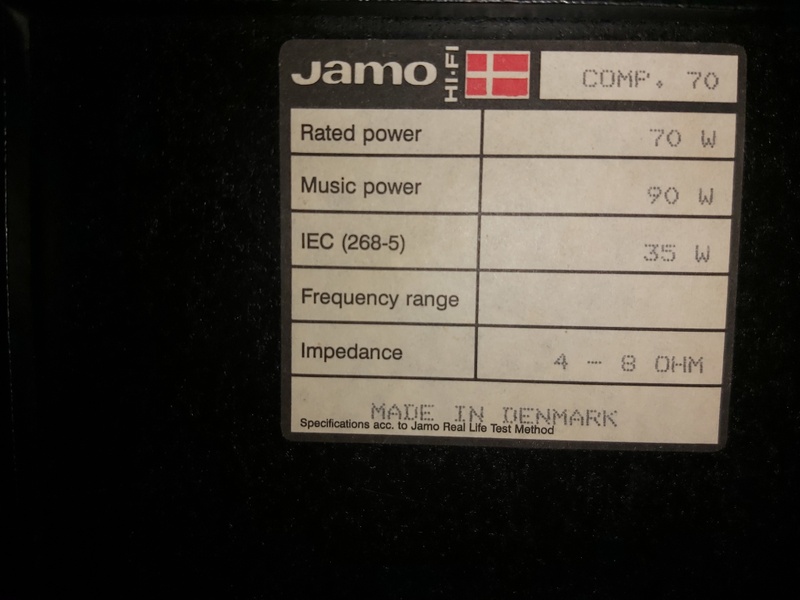 Jamo HI-FI COMP. 70
Rated power 70 W
Music power 90 W
IEC (268-5) 35 W
Frequency range
Impedance 4 - 8 OHM
MADE IN DENMARK
Specifications acc. to Jamo Real Life Test Method